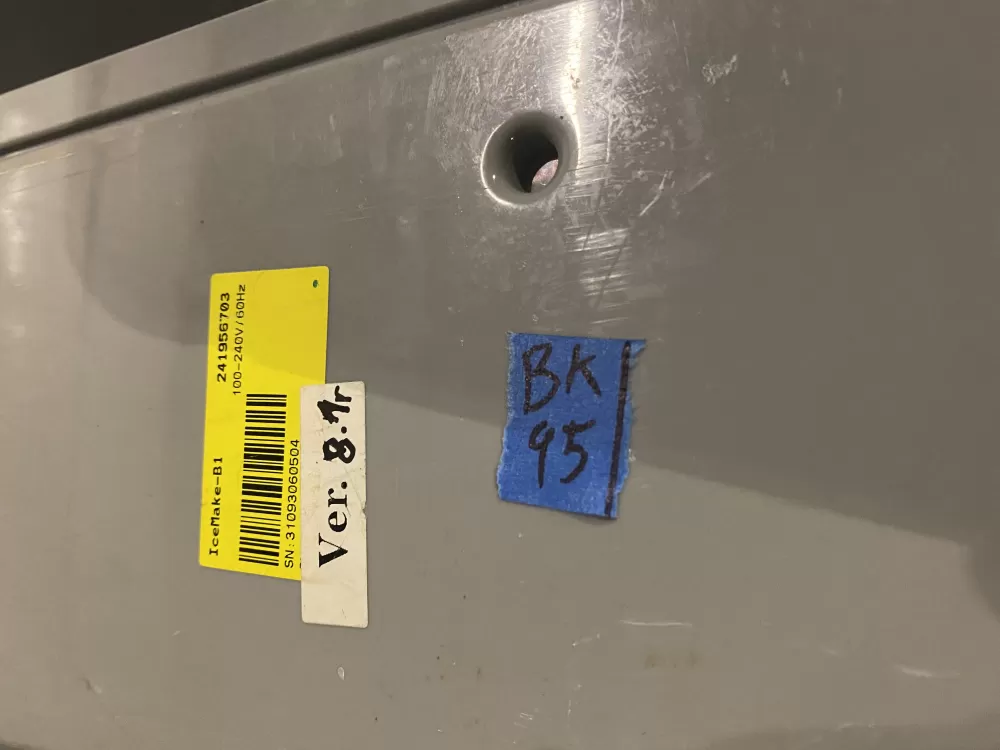 IceMake-B1
241956703
100-240V/60Hz
SN:31093060504
Ver. 8.1r
BK
95